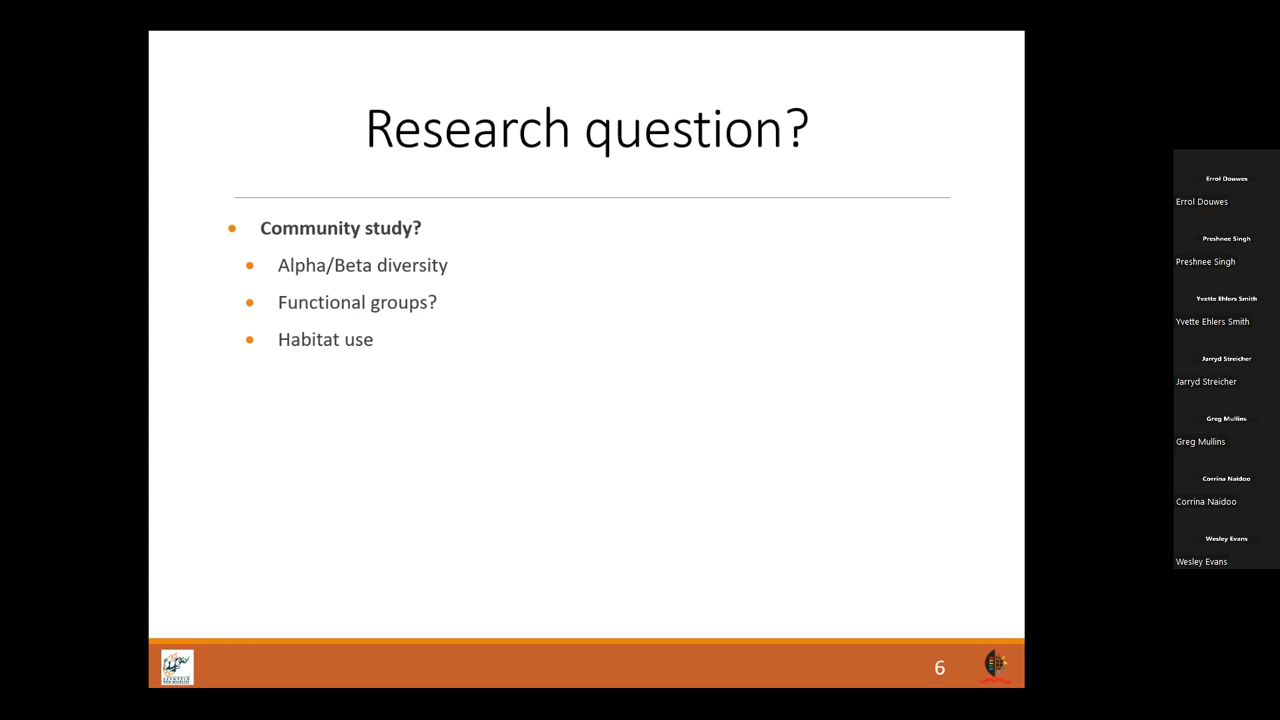 Research question?
Community study?
Alpha/Beta diversity
Functional groups?
Habitat use
6
Errol Douwes
Errol Douwes
Preshnee Singh
Preshnee Singh
Yvette Ehlers Smith
Yvette Ehlers Smith
Jarryd Streicher
Jarryd Streicher
Greg Mullins
Greg Mullins
Corrina Naidoo
Corrina Naidoo
Wesley Evans
Wesley Evans